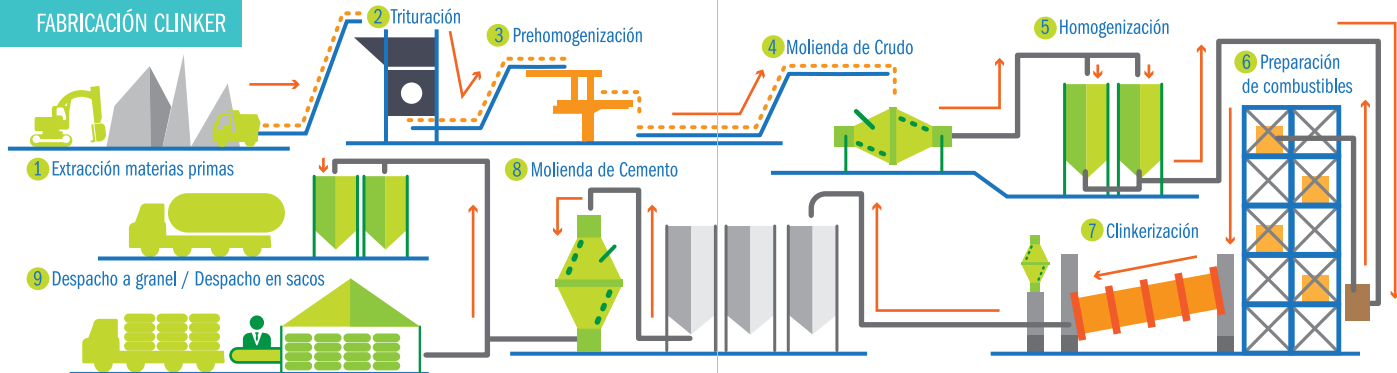 FABRICACIÓN CLINKER
1 Extracción materias primas
2 Trituración
3 Prehomogenización
4 Molienda de Crudo
5 Homogenización
6 Preparación
de combustibles
7 Clinkerización
8 Molienda de Cemento
9 Despacho a granel / Despacho en sacos